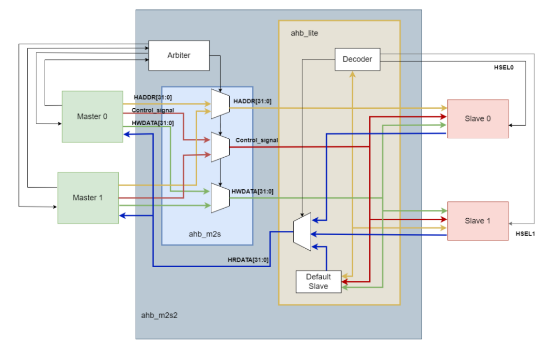 ahb_lite
Arbiter
Decoder
HSEL0
HADDR[31:0]
HADDR[31:0]
Control_signal
Master 0
HWDATA[31:0]
Slave 0
Control_signal
HWDATA[31:0]
Master 1
Slave 1
ahb_m2s
HSEL1
HRDATA[31:0]
Default
Slave
ahb_m2s2